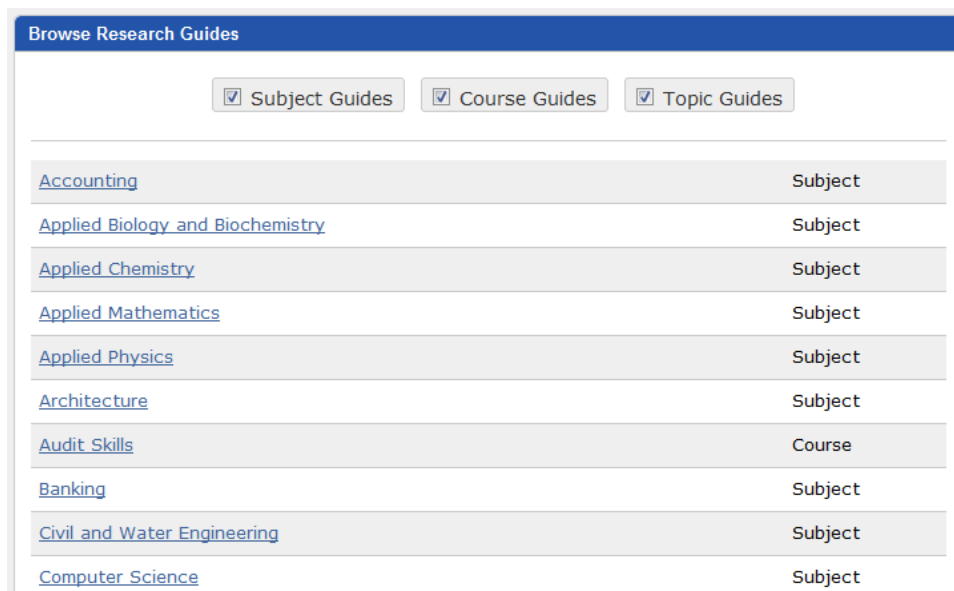 Browse Research Guides
Subject Guides Course Guides Topic Guides
Accounting Subject
Applied Biology and Biochemistry Subject
Applied Chemistry Subject
Applied Mathematics Subject
Applied Physics Subject
Architecture Subject
Audit Skills Course
Banking Subject
Civil and Water Engineering Subject
Computer Science Subject